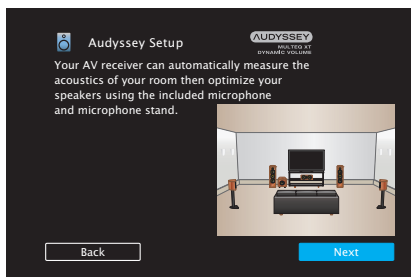 Audyssey Setup
AUDYSSEY
MULTEQ XT
DYNAMIC VOLUME
Your AV receiver can automatically measure the
acoustics of your room then optimize your
speakers using the included microphone
and microphone stand.
Back
Next